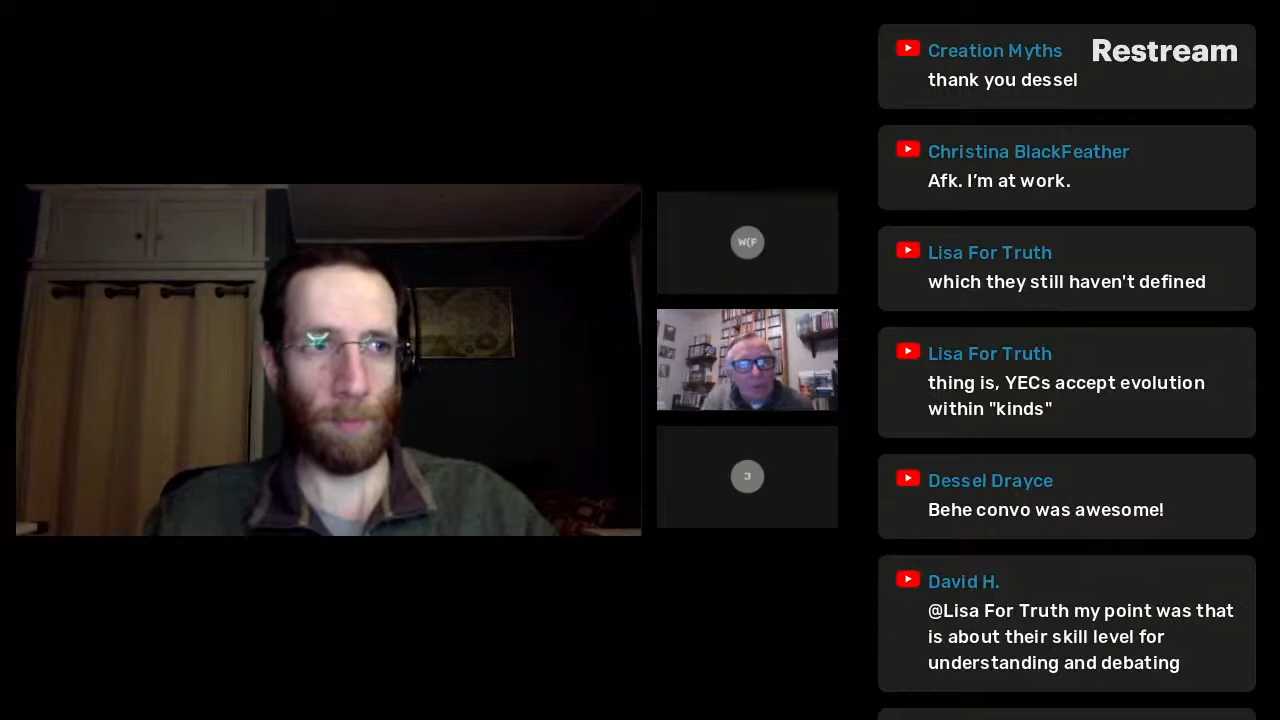 W(F
J
Restream
Creation Myths
thank you dessel
Christina BlackFeather
Afk. I’m at work.
Lisa For Truth
which they still haven't defined
Lisa For Truth
thing is, YECs accept evolution
within "kinds"
Dessel Drayce
Behe convo was awesome!
David H.
@Lisa For Truth my point was that
is about their skill level for
understanding and debating